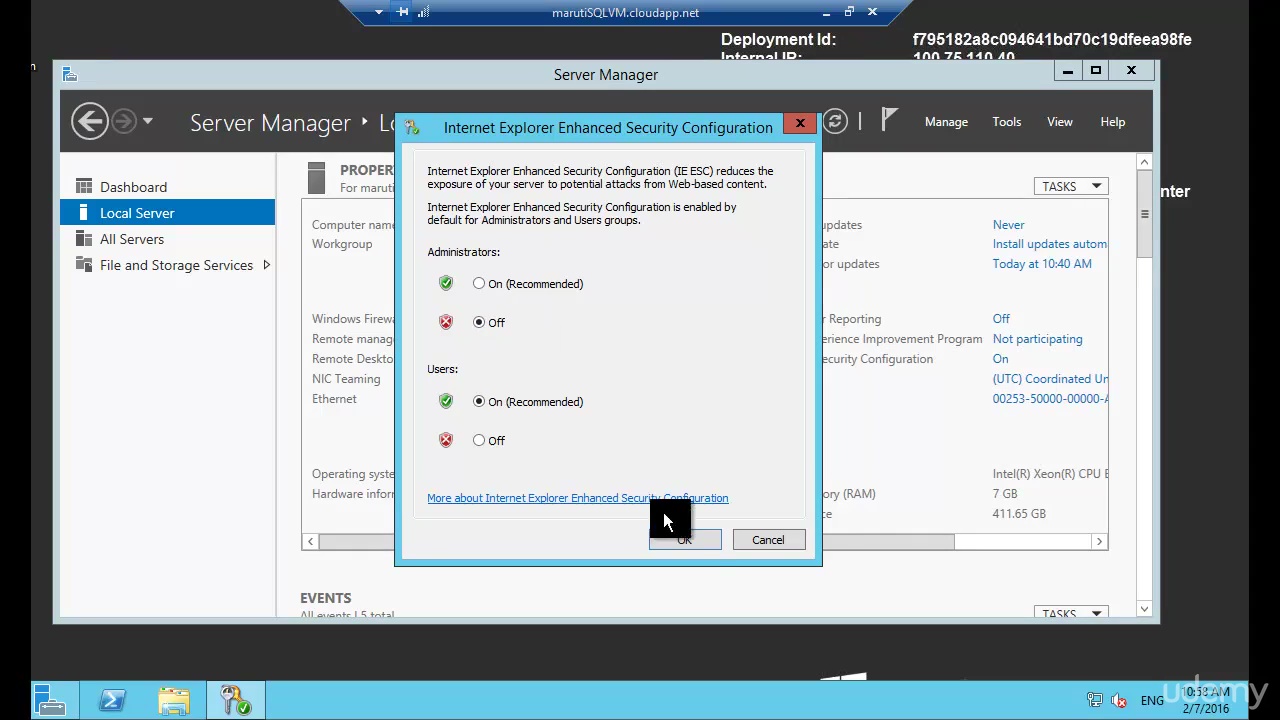 marutiSQLVM.cloudapp.net
Deployment Id: f795182a8c094641bd70c19dfeea98fe
Internal IP: 100.75.110.40
Server Manager
Server Manager
Manage Tools View Help
Internet Explorer Enhanced Security Configuration
Internet Explorer Enhanced Security Configuration (IE ESC) reduces the
exposure of your server to potential attacks from Web-based content.
Internet Explorer Enhanced Security Configuration is enabled by
default for Administrators and Users groups.
Administrators:
On (Recommended)
Off
Users:
On (Recommended)
Off
More about Internet Explorer Enhanced Security Configuration
OK Cancel
Dashboard
Local Server
All Servers
File and Storage Services
PROPER
For maruti
TASKS
nter
Computer name
Workgroup
updates Never
ate Install updates autom
or updates Today at 10:40 AM
Windows Firewa
Remote manag
Remote Deskto
NIC Teaming
Ethernet
r Reporting Off
erience Improvement Program Not participating
ecurity Configuration On
(UTC) Coordinated Un
00253-50000-00000-A
Operating syste
Hardware infor
Intel(R) Xeon(R) CPU E
ory (RAM) 7 GB
ce 411.65 GB
EVENTS
All events | 5 total
TASKS
ENG
10:58 AM
2/7/2016
udemy